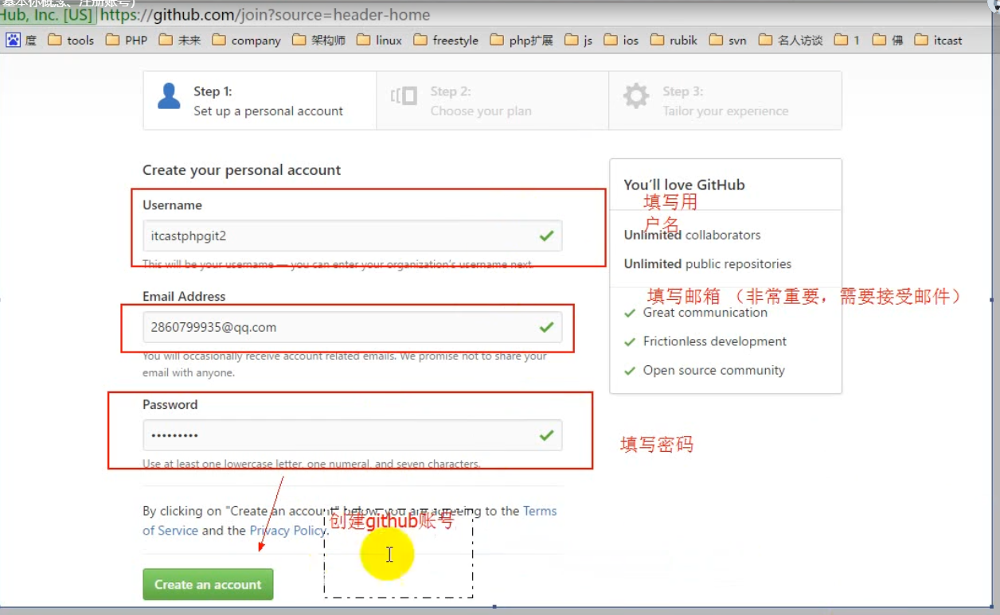 基本你概念、注册账号)
Hub, Inc. [US] https://github.com/join?source=header-home
度 tools PHP 未来 company 架构师 linux freestyle php扩展 js ios rubik svn 名人访谈 1 佛 itcast
Step 1:
Set up a personal account
Step 2:
Choose your plan
Step 3:
Tailor your experience
Create your personal account
Username
itcastphpgit2
This will be your username — you can enter your organization's username next.
Email Address
2860799935@qq.com
You will occasionally receive account related emails. We promise not to share your
email with anyone.
Password
•••••••••
Use at least one lowercase letter, one numeral, and seven characters.
By clicking on "Create an account" below, you are agreeing to the Terms
of Service and the Privacy Policy.
创建github账号
Create an account
You'll love GitHub
填写用
户名
Unlimited collaborators
Unlimited public repositories
填写邮箱 （非常重要，需要接受邮件）
Great communication
Frictionless development
Open source community
填写密码